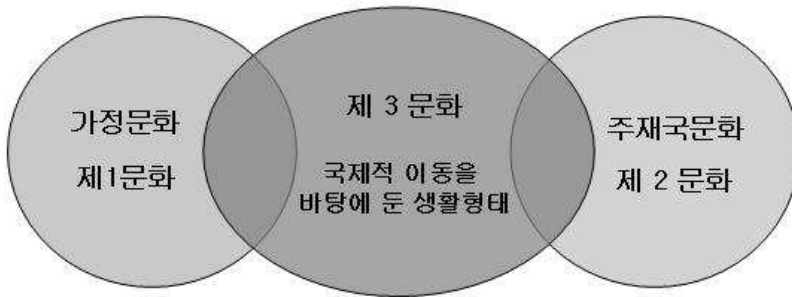 가정문화
제1문화
제 3 문화
국제적 이동을
바탕에 둔 생활형태
주재국문화
제 2 문화